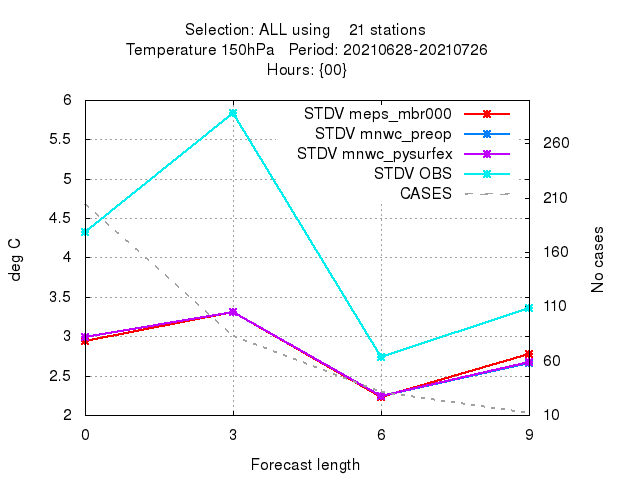 Selection: ALL using    21 stations
Temperature 150hPa   Period: 20210628-20210726
Hours: {00}
STDV meps_mbr000
STDV mnwc_preop
STDV mnwc_pysurfex
STDV OBS
CASES
6
5.5
5
4.5
4
3.5
3
2.5
2
deg C
260
210
160
110
60
10
No cases
0 3 6 9
Forecast length